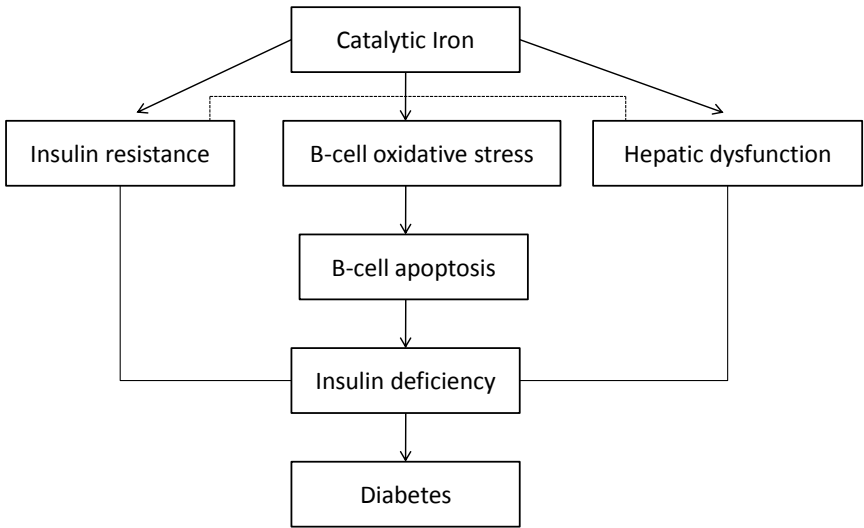 Catalytic Iron
Insulin resistance
B-cell oxidative stress
Hepatic dysfunction
B-cell apoptosis
Insulin deficiency
Diabetes